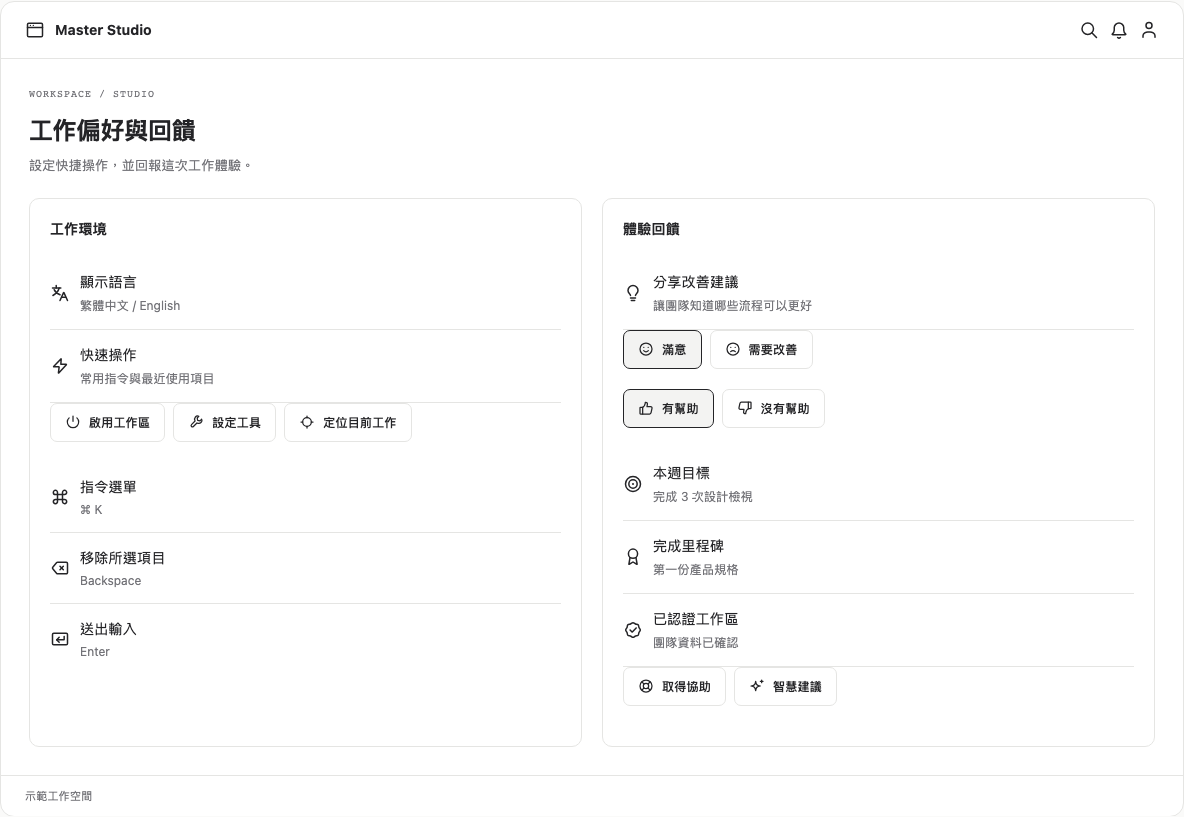 Master Studio
WORKSPACE / STUDIO
工作偏好與回饋
設定快捷操作，並回報這次工作體驗。
工作環境
顯示語言
繁體中文 / English
快速操作
常用指令與最近使用項目
啟用工作區
設定工具
定位目前工作
指令選單
⌘ K
移除所選項目
Backspace
送出輸入
Enter
體驗回饋
分享改善建議
讓團隊知道哪些流程可以更好
滿意
需要改善
有幫助
沒有幫助
本週目標
完成 3 次設計檢視
完成里程碑
第一份產品規格
已認證工作區
團隊資料已確認
取得協助
智慧建議
示範工作空間